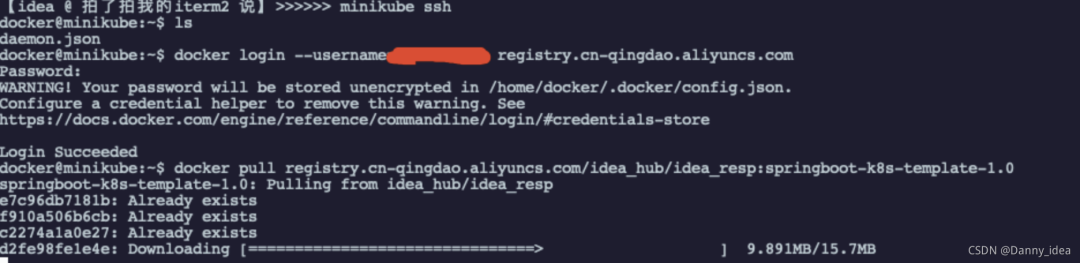 【idea @ 拍了拍我的iterm2 说】>>>>>> minikube ssh
docker@minikube:~$ ls
daemon.json
docker@minikube:~$ docker login --username registry.cn-qingdao.aliyuncs.com
Password:
WARNING! Your password will be stored unencrypted in /home/docker/.docker/config.json.
Configure a credential helper to remove this warning. See
https://docs.docker.com/engine/reference/commandline/login/#credentials-store
Login Succeeded
docker@minikube:~$ docker pull registry.cn-qingdao.aliyuncs.com/idea_hub/idea_resp:springboot-k8s-template-1.0
springboot-k8s-template-1.0: Pulling from idea_hub/idea_resp
e7c96db7181b: Already exists
f910a506b6cb: Already exists
c2274a1a0e27: Already exists
d2fe98fe1e4e: Downloading [================================>                    ]  9.891MB/15.7MB
CSDN @Danny_idea